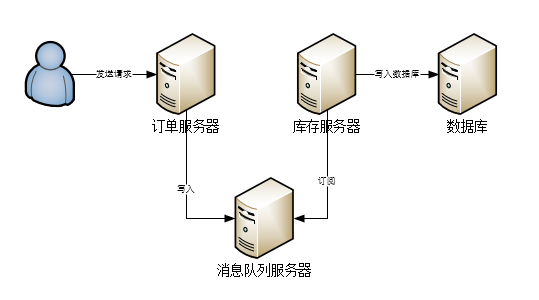 发送请求
写入数据库
订单服务器
库存服务器
数据库
写入
订阅
消息队列服务器